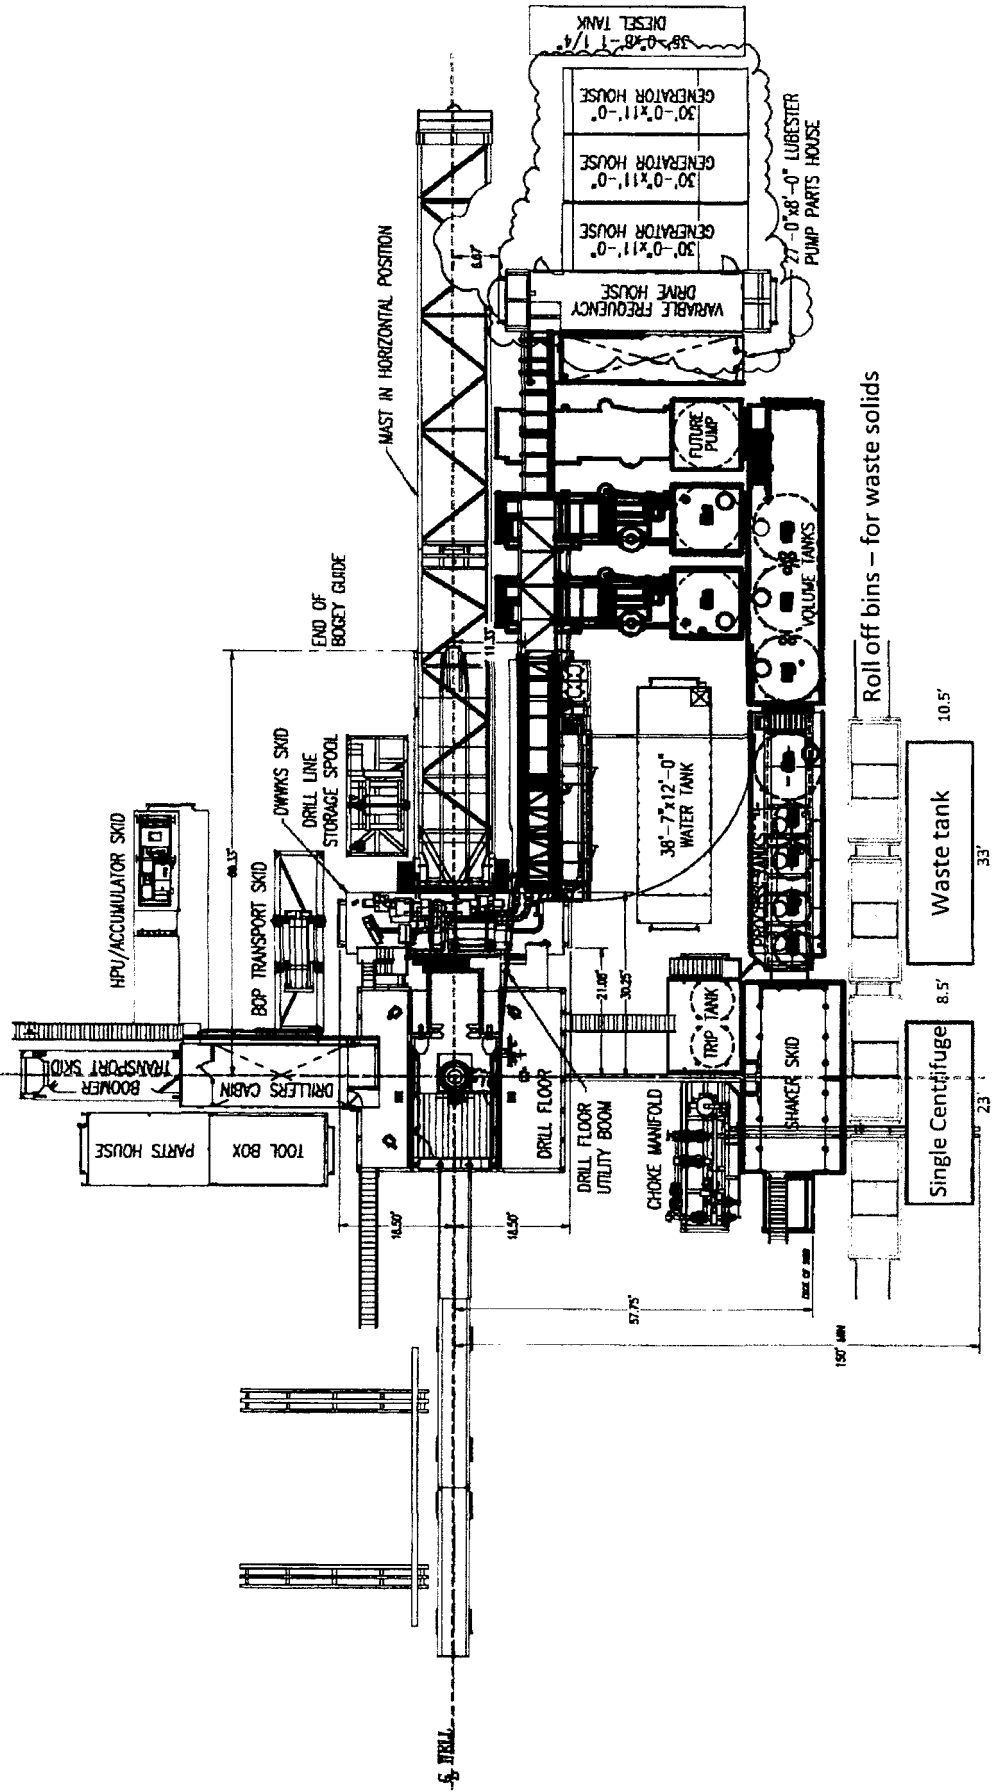 DIESEL TANK
38'-0"x8'-1 1/4"
GENERATOR HOUSE
30'-0"x11'-0"
GENERATOR HOUSE
30'-0"x11'-0"
GENERATOR HOUSE
30'-0"x11'-0"
27'-0"x8'-0" LUBESTER
PUMP PARTS HOUSE
VARIABLE FREQUENCY
DRIVE HOUSE
6.67'
MAST IN HORIZONTAL POSITION
FUTURE
PUMP
VOLUME TANKS
END OF
BOGEY GUIDE
11.33'
DRILL LINE
STORAGE SPOOL
DWWKS SKID
38'-7"x12'-0"
WATER TANK
PROCESS TANKS
HPU/ACCUMULATOR SKID
BOP TRANSPORT SKID
BOOMER
TRANSPORT SKID
DRILLERS CABIN
PARTS HOUSE
TOOL BOX
DRILL FLOOR
DRILL FLOOR
UTILITY BOOM
21.08'
30.25'
TRIP TANK
CHOKE MANIFOLD
SHAKER SKID
18.50'
18.50'
57.75'
150' MIN
Roll off bins – for waste solids
10.5'
Waste tank
33'
8.5'
Single Centrifuge
23'
℄ WELL